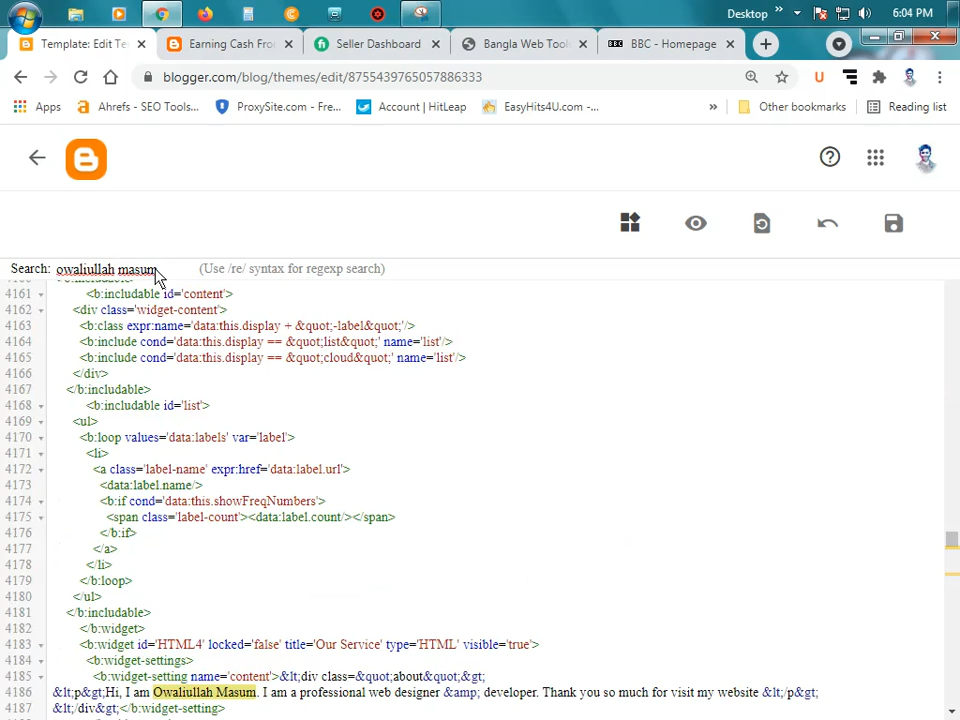 Desktop » 6:04 PM
Template: Edit Te
Earning Cash Fro
Seller Dashboard
Bangla Web Tool
BBC BBC - Homepage
blogger.com/blog/themes/edit/8755439765057886333
Apps Ahrefs - SEO Tools... ProxySite.com - Fre... Account | HitLeap EasyHits4U.com -... » Other bookmarks Reading list
Search: owaliullah masum (Use /re/ syntax for regexp search)
4161 <b:includable id='content'>
4162 <div class='widget-content'>
4163 <b:class expr:name='data:this.display + &quot;-label&quot;'/>
4164 <b:include cond='data:this.display == &quot;list&quot;' name='list'/>
4165 <b:include cond='data:this.display == &quot;cloud&quot;' name='list'/>
4166 </div>
4167 </b:includable>
4168 <b:includable id='list'>
4169 <ul>
4170 <b:loop values='data:labels' var='label'>
4171 <li>
4172 <a class='label-name' expr:href='data:label.url'>
4173 <data:label.name/>
4174 <b:if cond='data:this.showFreqNumbers'>
4175 <span class='label-count'><data:label.count/></span>
4176 </b:if>
4177 </a>
4178 </li>
4179 </b:loop>
4180 </ul>
4181 </b:includable>
4182 </b:widget>
4183 <b:widget id='HTML4' locked='false' title='Our Service' type='HTML' visible='true'>
4184 <b:widget-settings>
4185 <b:widget-setting name='content'>&lt;div class=&quot;about&quot;&gt;
4186 &lt;p&gt;Hi, I am Owaliullah Masum. I am a professional web designer &amp; developer. Thank you so much for visit my website &lt;/p&gt;
4187 &lt;/div&gt;</b:widget-setting>